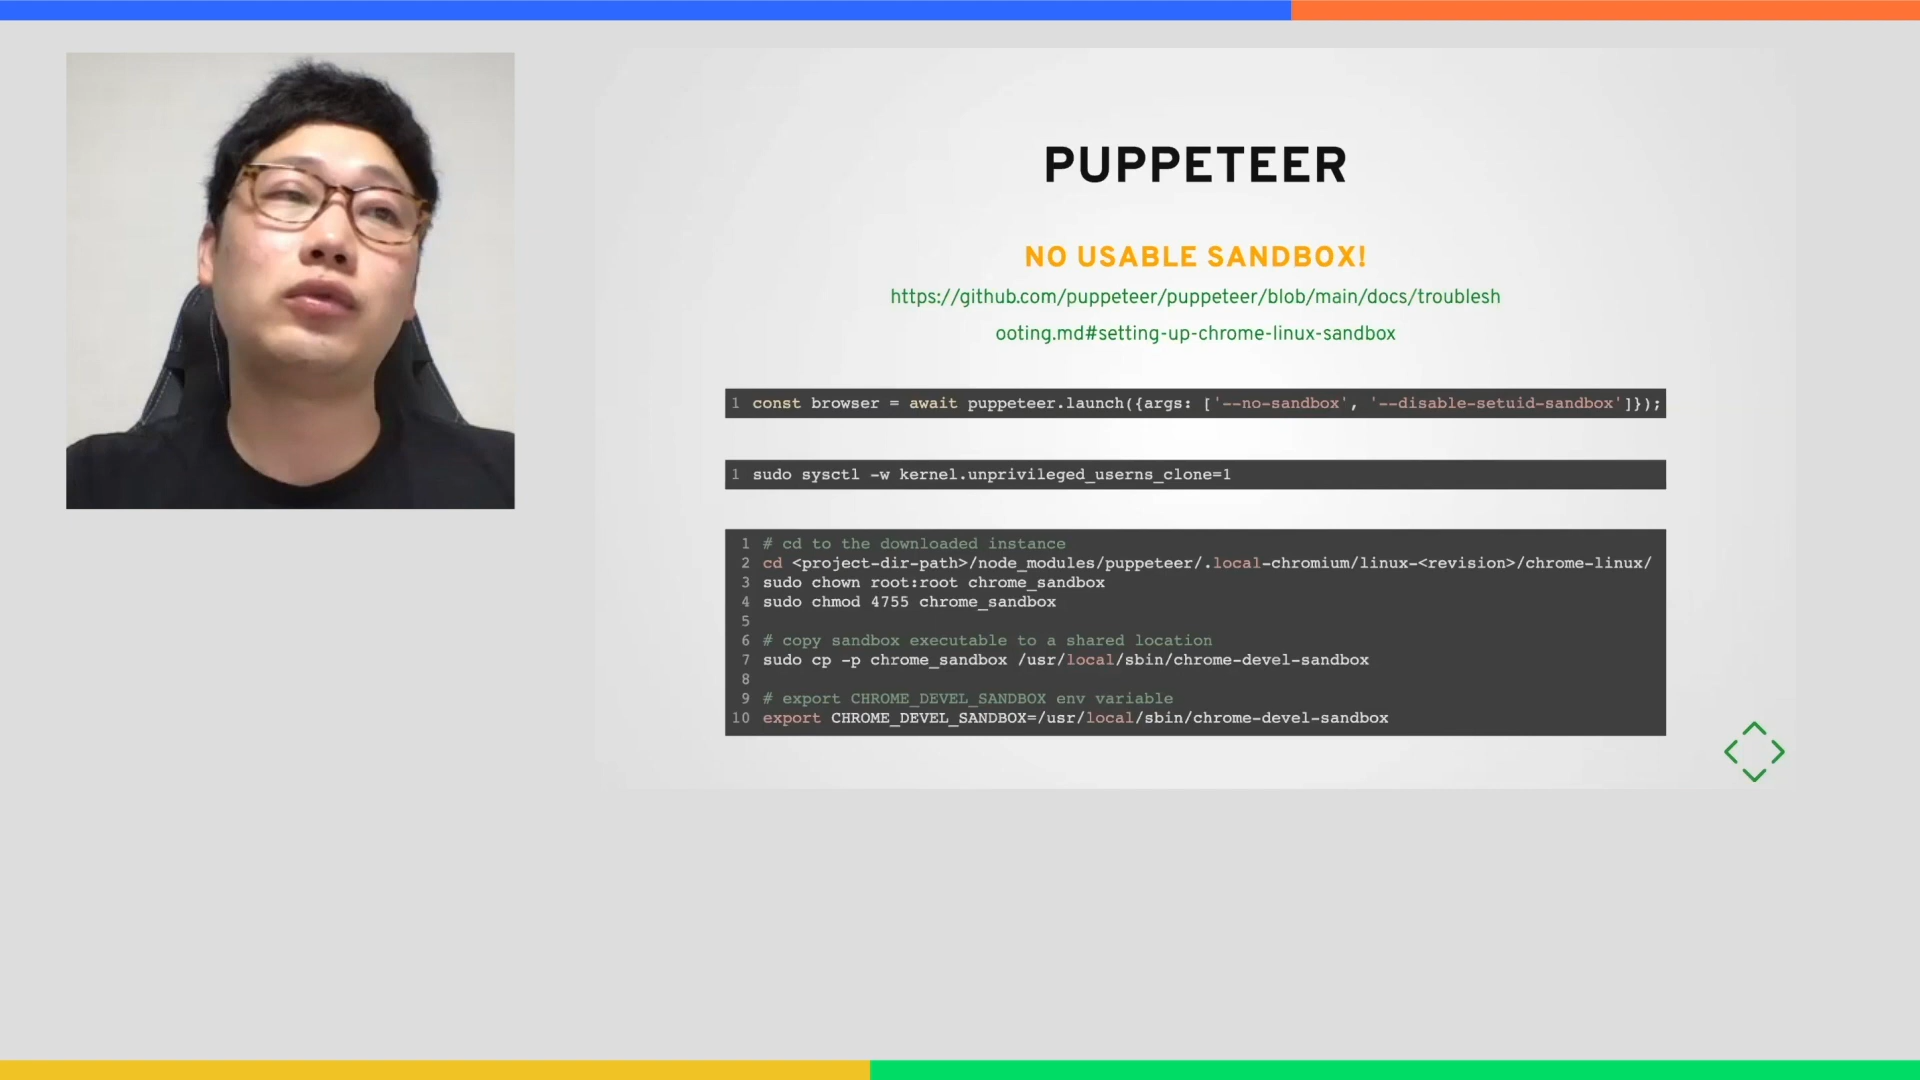 PUPPETEER
NO USABLE SANDBOX!
https://github.com/puppeteer/puppeteer/blob/main/docs/troublesh
ooting.md#setting-up-chrome-linux-sandbox
1 const browser = await puppeteer.launch({args: ['--no-sandbox', '--disable-setuid-sandbox']});
1 sudo sysctl -w kernel.unprivileged_userns_clone=1
1 # cd to the downloaded instance
2 cd <project-dir-path>/node_modules/puppeteer/.local-chromium/linux-<revision>/chrome-linux/
3 sudo chown root:root chrome_sandbox
4 sudo chmod 4755 chrome_sandbox
5
6 # copy sandbox executable to a shared location
7 sudo cp -p chrome_sandbox /usr/local/sbin/chrome-devel-sandbox
8
9 # export CHROME_DEVEL_SANDBOX env variable
10 export CHROME_DEVEL_SANDBOX=/usr/local/sbin/chrome-devel-sandbox